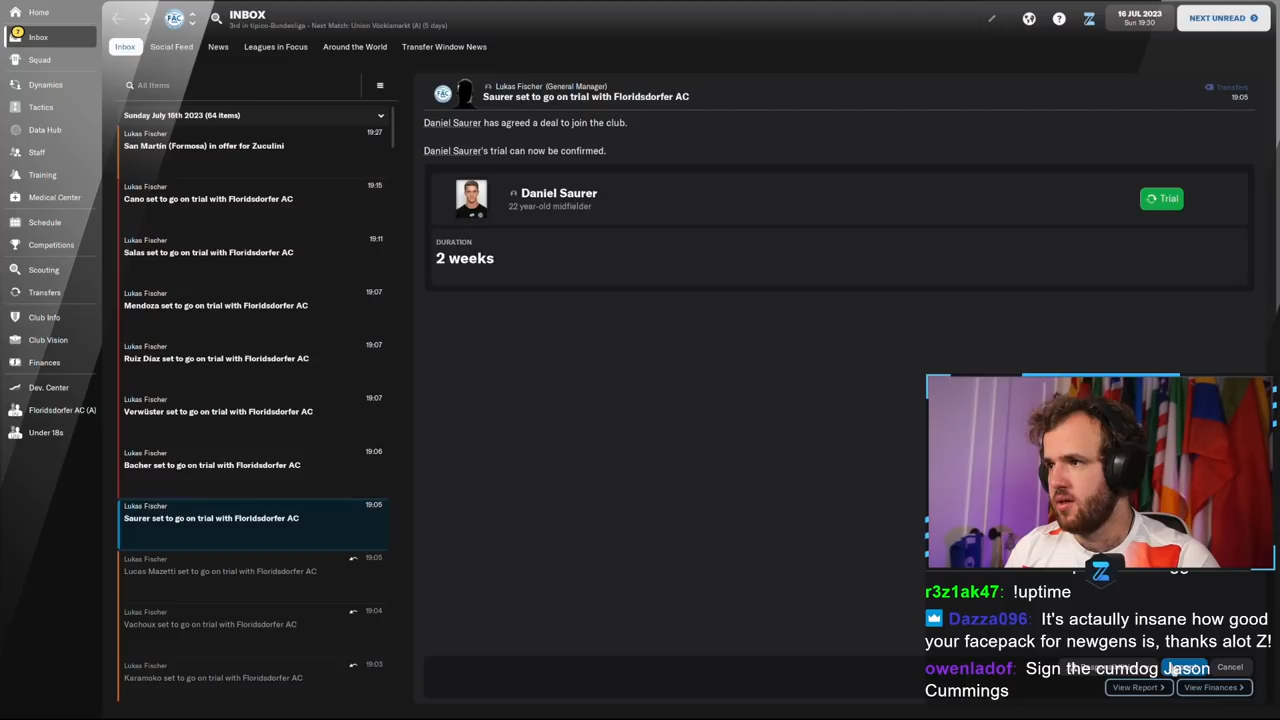 Home
Inbox
7
Squad
Dynamics
Tactics
Data Hub
Staff
Training
Medical Center
Schedule
Competitions
Scouting
Transfers
Club Info
Club Vision
Finances
Dev. Center
Floridsdorfer AC (A)
Under 18s
FAC
INBOX
3rd in tipico-Bundesliga - Next Match: Union Vöcklamarkt (A) (5 days)
16 JUL 2023
Sun 19:30
NEXT UNREAD
Inbox
Social Feed
News
Leagues in Focus
Around the World
Transfer Window News
All Items
Sunday July 16th 2023 (64 items)
Lukas Fischer 19:27
San Martín (Formosa) in offer for Zuculini
Lukas Fischer 19:15
Cano set to go on trial with Floridsdorfer AC
Lukas Fischer 19:11
Salas set to go on trial with Floridsdorfer AC
Lukas Fischer 19:07
Mendoza set to go on trial with Floridsdorfer AC
Lukas Fischer 19:07
Ruiz Díaz set to go on trial with Floridsdorfer AC
Lukas Fischer 19:07
Verwüster set to go on trial with Floridsdorfer AC
Lukas Fischer 19:06
Bacher set to go on trial with Floridsdorfer AC
Lukas Fischer 19:05
Saurer set to go on trial with Floridsdorfer AC
Lukas Fischer 19:05
Lucas Mazetti set to go on trial with Floridsdorfer AC
Lukas Fischer 19:04
Vachoux set to go on trial with Floridsdorfer AC
Lukas Fischer 19:03
Karamoko set to go on trial with Floridsdorfer AC
FAC
Lukas Fischer (General Manager)
Saurer set to go on trial with Floridsdorfer AC
Transfers
19:05
Daniel Saurer has agreed a deal to join the club.
Daniel Saurer's trial can now be confirmed.
Daniel Saurer
22 year-old midfielder
Trial
DURATION
2 weeks
r3z1ak47: !uptime
Dazza096: It's actaully insane how good
your facepack for newgens is, thanks alot Z!
owenladof: Sign the cumdog Jason
Cummings
Cancel
View Report
View Finances